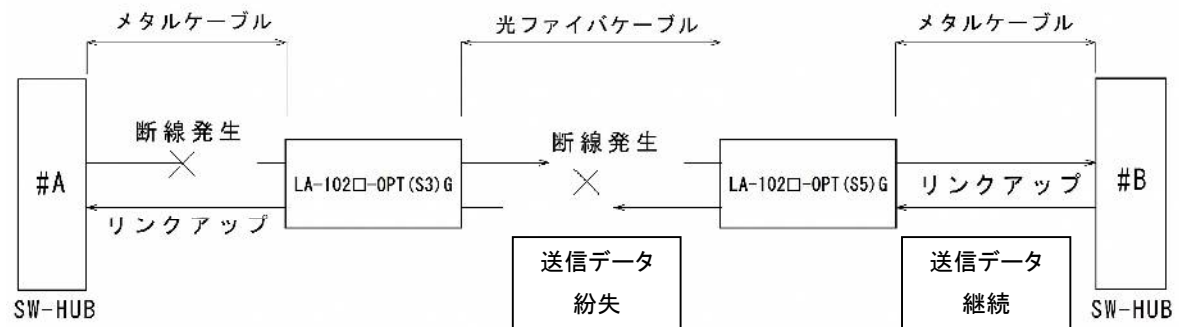 メタルケーブル
光ファイバケーブル
メタルケーブル
断線発生
断線発生
#A
LA-102□-OPT(S3)G
LA-102□-OPT(S5)G
#B
リンクアップ
リンクアップ
送信データ
紛失
送信データ
継続
SW-HUB
SW-HUB